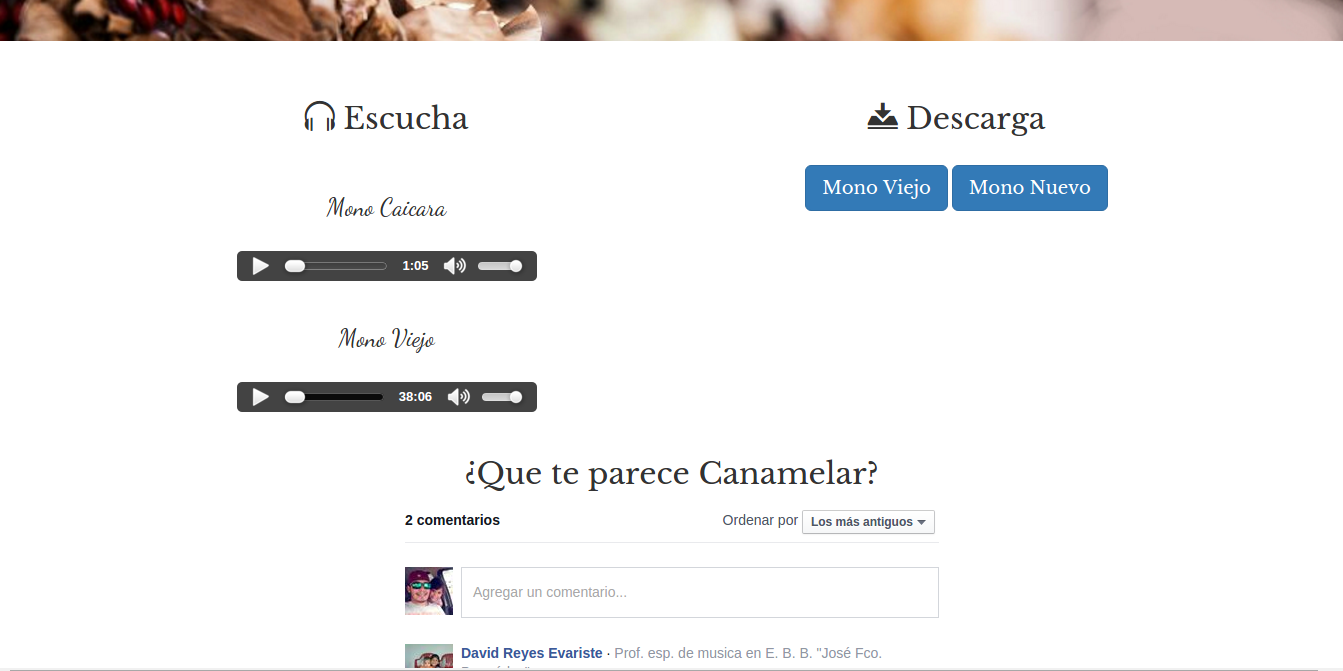 Escucha
Mono Caicara
1:05
Mono Viejo
38:06
Descarga
Mono Viejo Mono Nuevo
¿Que te parece Canamelar?
2 comentarios Ordenar por Los más antiguos
Agregar un comentario...
David Reyes Evariste · Prof. esp. de musica en E. B. B. "José Fco.